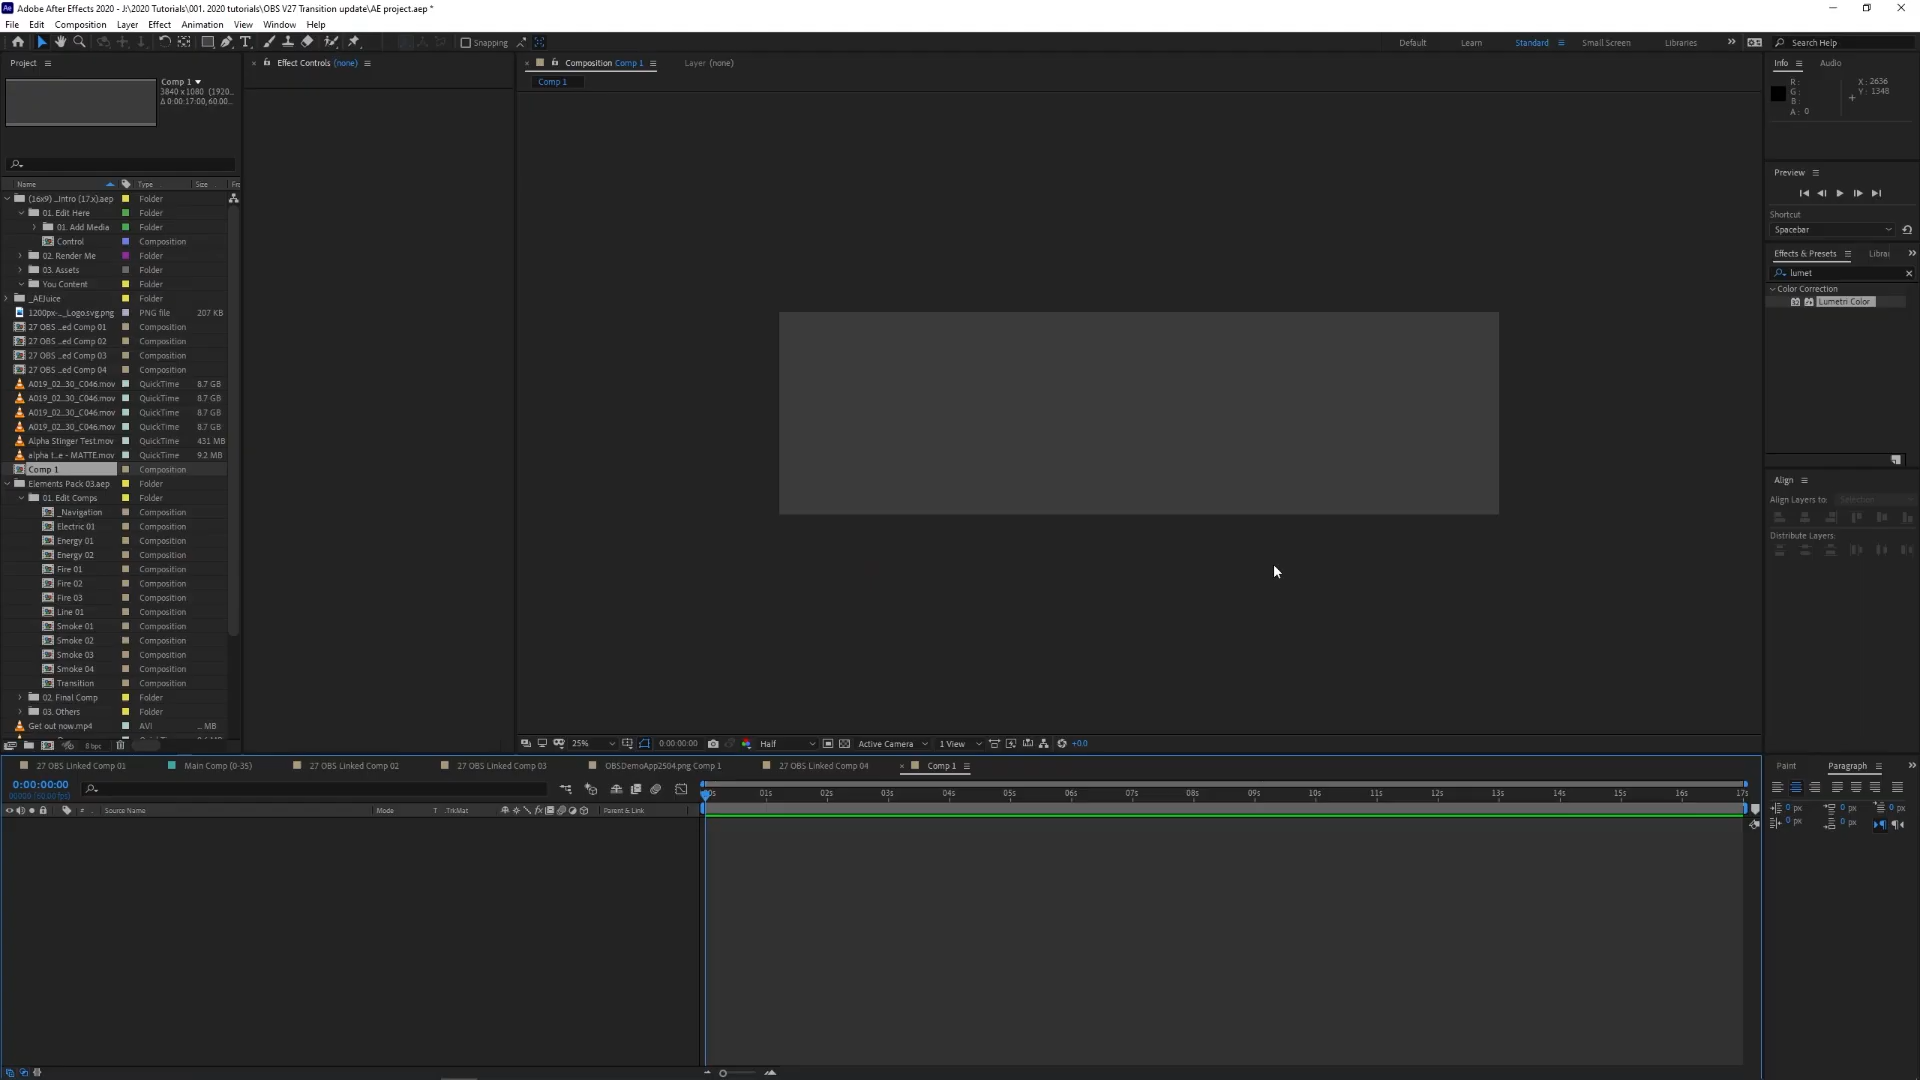 Adobe After Effects 2020 - J:\2020 Tutorials\001. 2020 tutorials\OBS V27 Transition update\AE project.aep *
File Edit Composition Layer Effect Animation View Window Help
Snapping
Default Learn Standard Small Screen Libraries Search Help
Project
Effect Controls (none)
Composition Comp 1
Layer (none)
Info Audio
Comp 1
3840 x 1080 (1920...
Δ 0:00:17:00, 60.00...
Comp 1
R :
G :
B :
A : 0
X : 2636
Y : 1348
Preview
Shortcut
Spacebar
Effects & Presets Librai
lumet
Color Correction
Lumetri Color
Align
Align Layers to: Selection
Distribute Layers:
Name Type Size Fr
(16x9) _Intro (17.x).aep Folder
01. Edit Here Folder
01. Add Media Folder
Control Composition
02. Render Me Folder
03. Assets Folder
You Content Folder
_AEJuice Folder
1200px-..._Logo.svg.png PNG file 207 KB
27 OBS ...ed Comp 01 Composition
27 OBS ...ed Comp 02 Composition
27 OBS ...ed Comp 03 Composition
27 OBS ...ed Comp 04 Composition
A019_02...30_C046.mov QuickTime 8.7 GB
A019_02...30_C046.mov QuickTime 8.7 GB
A019_02...30_C046.mov QuickTime 8.7 GB
A019_02...30_C046.mov QuickTime 8.7 GB
Alpha Stinger Test.mov QuickTime 431 MB
alpha t...e - MATTE.mov QuickTime 9.2 MB
Comp 1 Composition
Elements Pack 03.aep Folder
01. Edit Comps Folder
_Navigation Composition
Electric 01 Composition
Energy 01 Composition
Energy 02 Composition
Fire 01 Composition
Fire 02 Composition
Fire 03 Composition
Line 01 Composition
Smoke 01 Composition
Smoke 02 Composition
Smoke 03 Composition
Smoke 04 Composition
Transition Composition
02. Final Comp Folder
03. Others Folder
Get out now.mp4 AVI ... MB
8 bpc
25% 0:00:00:00 Half Active Camera 1 View +0.0
27 OBS Linked Comp 01 Main Comp (0-35) 27 OBS Linked Comp 02 27 OBS Linked Comp 03 OBSDemoApp2504.png Comp 1 27 OBS Linked Comp 04 Comp 1
0:00:00:00
00000 (60.00 fps)
# Source Name Mode T .TrkMat Parent & Link
00s 01s 02s 03s 04s 05s 06s 07s 08s 09s 10s 11s 12s 13s 14s 15s 16s 17s
Paint Paragraph
0 px 0 px 0 px
0 px 0 px